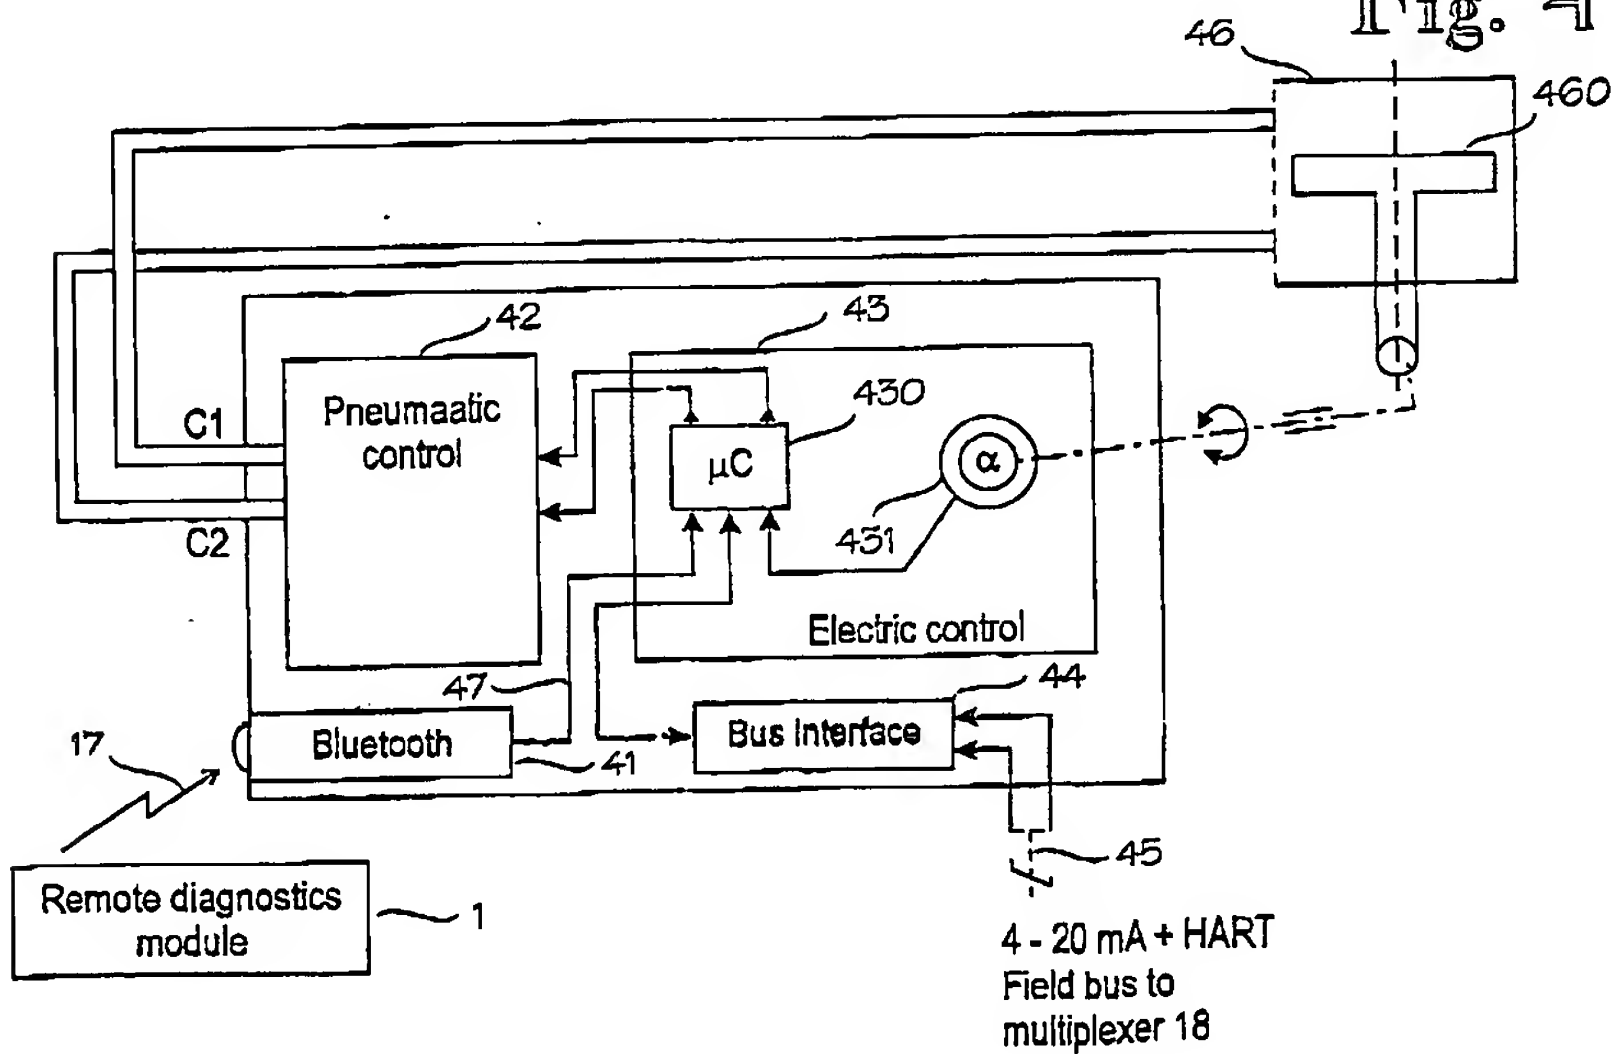 Fig. 4
46
460
42
43
Pneumaatic
control
C1
430
µC
α
431
C2
Electric control
47
44
Bluetooth
41
Bus Interface
17
45
Remote diagnostics
module
1
4 - 20 mA + HART
Field bus to
multiplexer 18